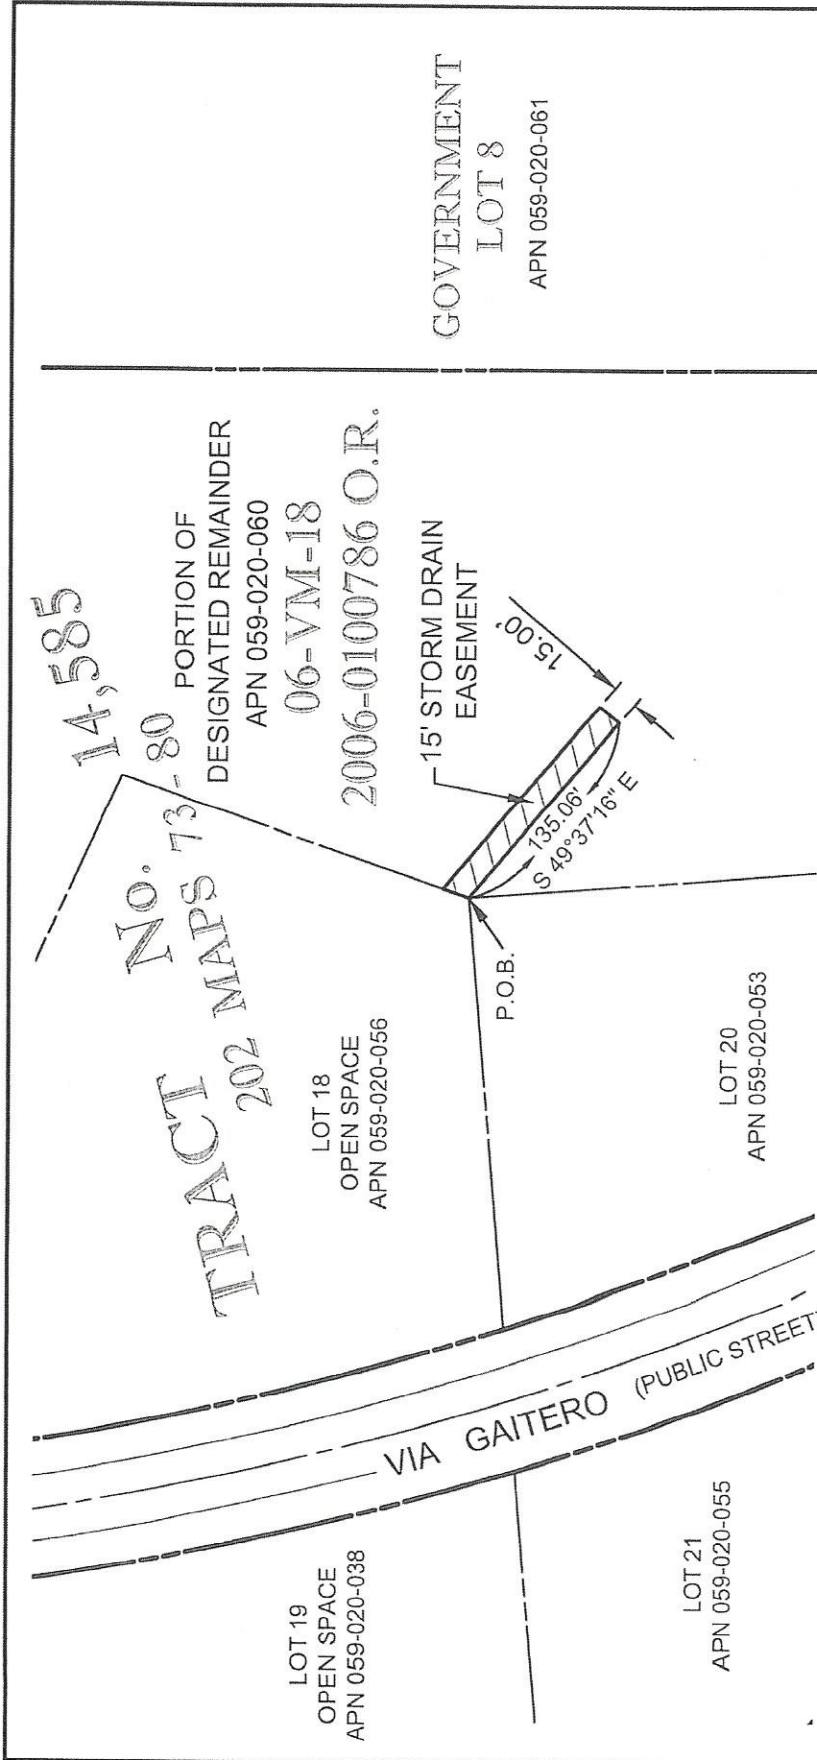 GOVERNMENT
LOT 8
APN 059-020-061
TRACT No. 14,585
202 MAPS 73-80
PORTION OF
DESIGNATED REMAINDER
APN 059-020-060
06-VM-18
2006-0100786 O.R.
15' STORM DRAIN
EASEMENT
15.00'
135.06'
S 49°37'16" E
P.O.B.
LOT 18
OPEN SPACE
APN 059-020-056
LOT 20
APN 059-020-053
VIA GAITERO (PUBLIC STREET
LOT 19
OPEN SPACE
APN 059-020-038
LOT 21
APN 059-020-055